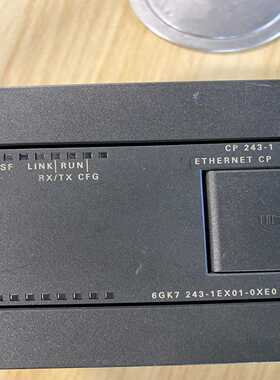 CP 243-1
SF LINK RUN ETHERNET CP
RX/TX CFG
6GK7 243-1EX01-0XE0